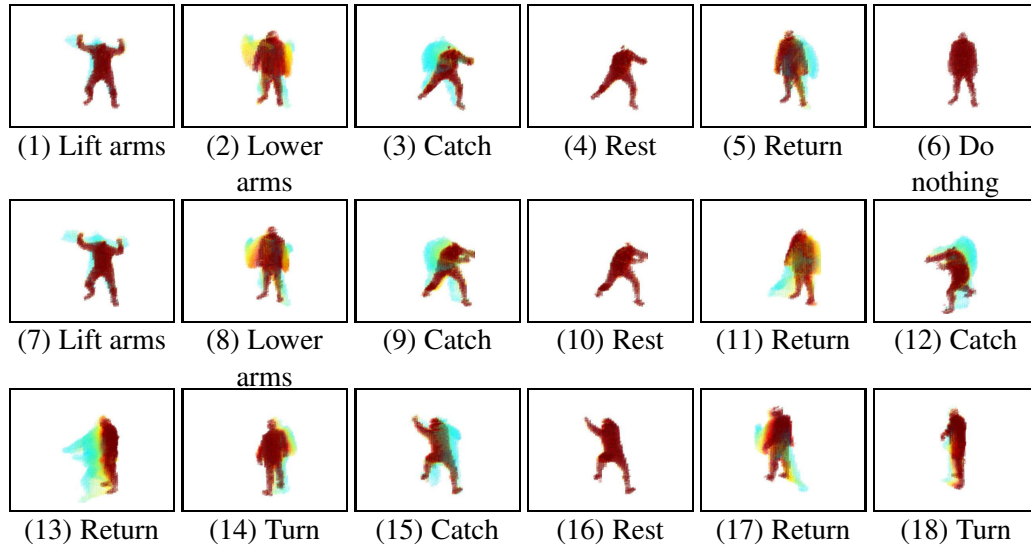 (1) Lift arms (2) Lower (3) Catch (4) Rest (5) Return (6) Do
arms nothing
(7) Lift arms (8) Lower (9) Catch (10) Rest (11) Return (12) Catch
arms
(13) Return (14) Turn (15) Catch (16) Rest (17) Return (18) Turn